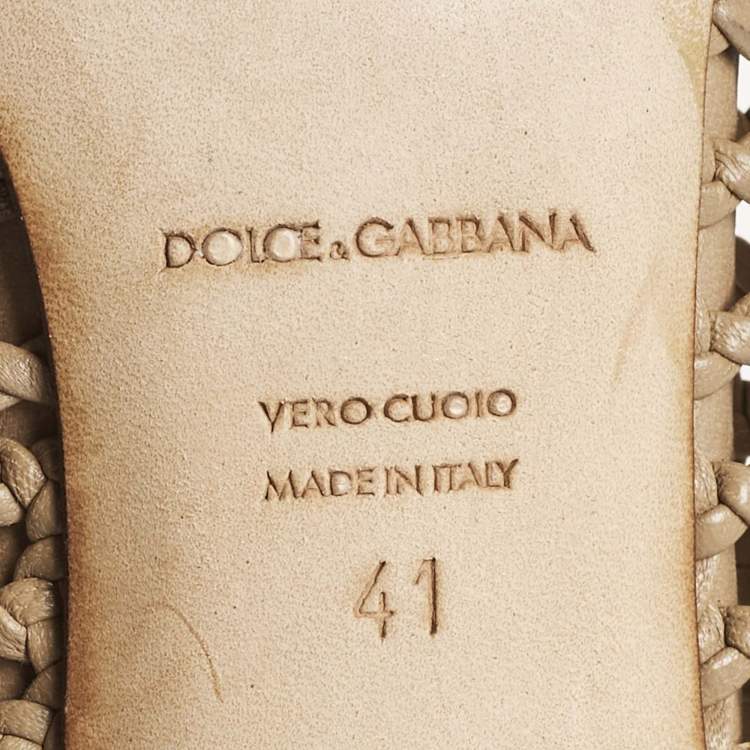 DOLCE & GABBANA
VERO CUOIO
MADE IN ITALY
41